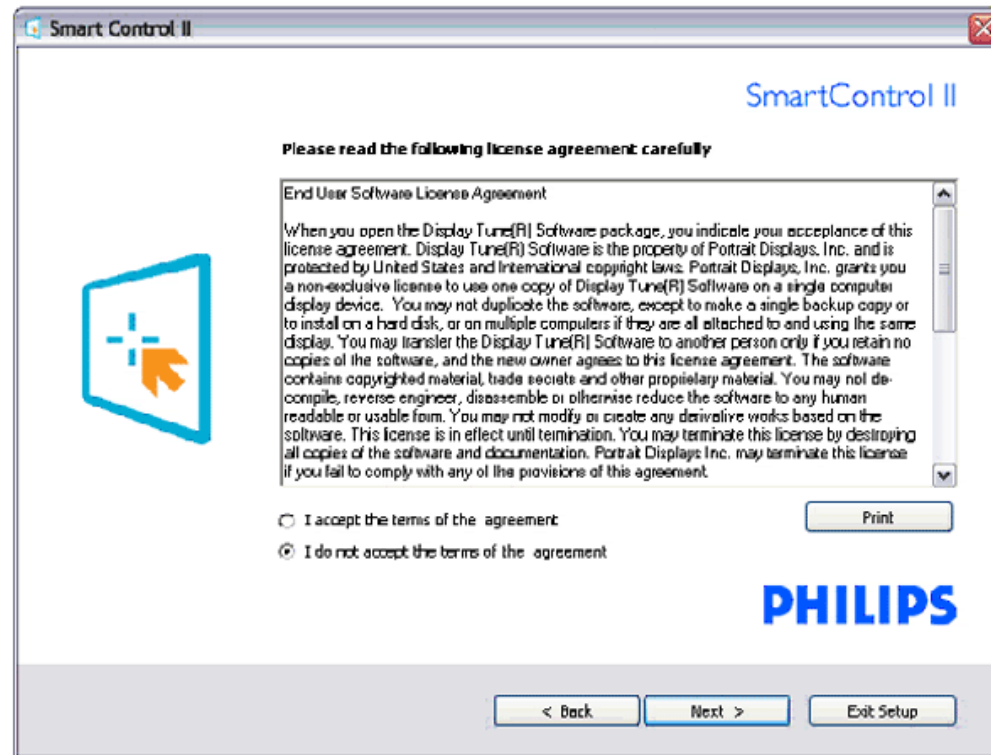 Smart Control II
SmartControl II
Please read the following license agreement carefully
End User Software License Agreement
When you open the Display Tune(R) Software package, you indicate your acceptance of this
license agreement. Display Tune(R) Software is the property of Portrait Displays, Inc. and is
protected by United States and International copyright laws. Portrait Displays, Inc. grants you
a non-exclusive license to use one copy of Display Tune(R) Software on a single computer
display device. You may not duplicate the software, except to make a single backup copy or
to install on a hard disk, or on multiple computers if they are all attached to and using the same
display. You may transfer the Display Tune(R) Software to another person only if you retain no
copies of the software, and the new owner agrees to this license agreement. The software
contains copyrighted material, trade secrets and other proprietary material. You may not de-
compile, reverse engineer, disassemble or otherwise reduce the software to any human
readable or usable form. You may not modify or create any derivative works based on the
software. This license is in effect until termination. You may terminate this license by destroying
all copies of the software and documentation. Portrait Displays Inc. may terminate this license
if you fail to comply with any of the provisions of this agreement.
I accept the terms of the agreement
Print
I do not accept the terms of the agreement
PHILIPS
< Back
Next >
Exit Setup